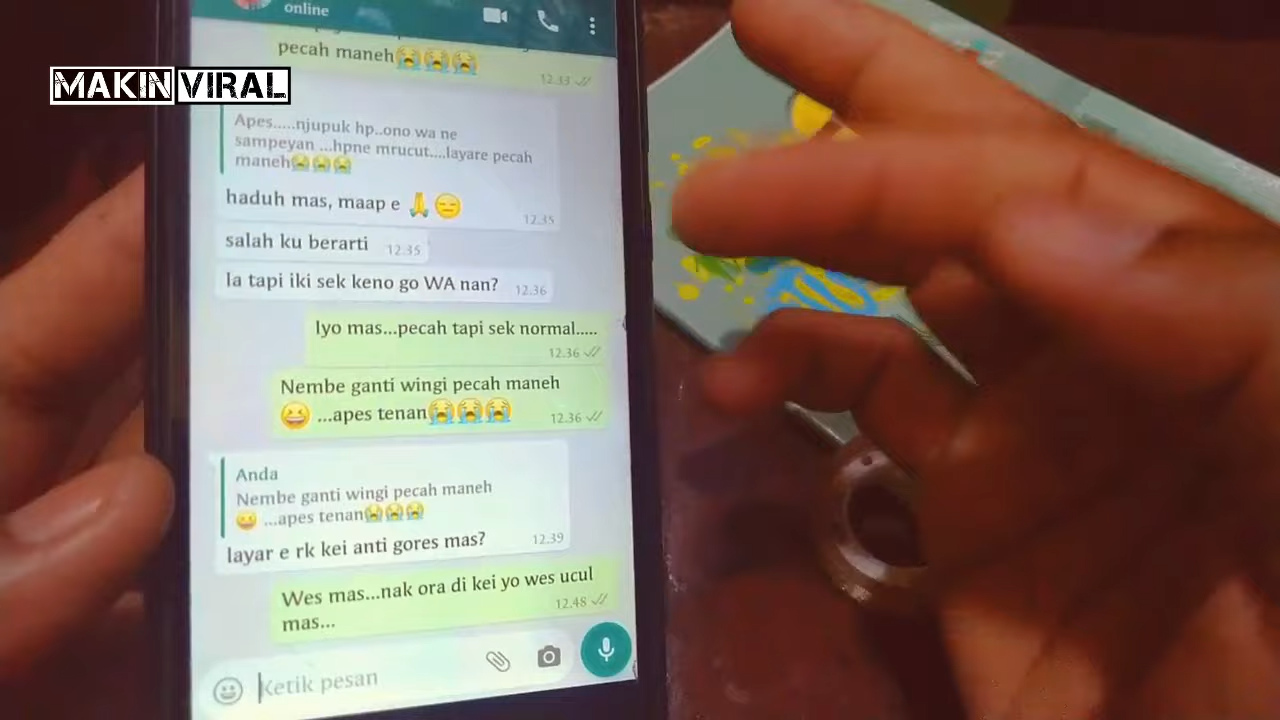 online
pecah maneh😭😭😭
12.33
MAKIN VIRAL
Apes.....njupuk hp..ono wa ne
sampeyan ...hpne mrucut....layare pecah
maneh😭😭😭
haduh mas, maap e 🙏😑
12.35
salah ku berarti 12.35
la tapi iki sek keno go WA nan? 12.36
Iyo mas...pecah tapi sek normal.....
12.36
Nembe ganti wingi pecah maneh
😆...apes tenan😭😭😭 12.36
Anda
Nembe ganti wingi pecah maneh
😆...apes tenan😭😭😭
layar e rk kei anti gores mas? 12.39
Wes mas...nak ora di kei yo wes ucul
mas...
12.48
Ketik pesan